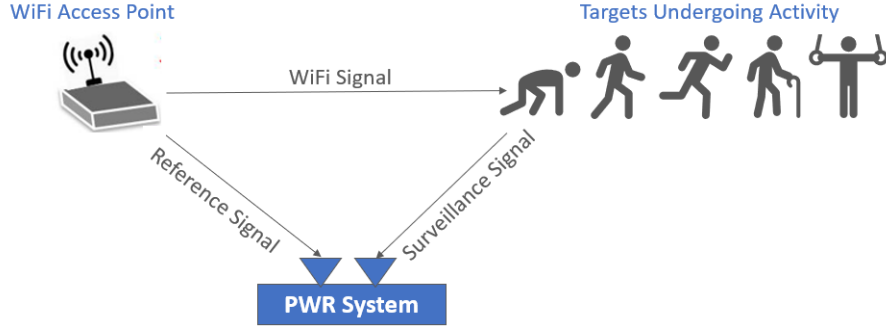 WiFi Access Point
Targets Undergoing Activity
WiFi Signal
Reference Signal
Surveillance Signal
PWR System